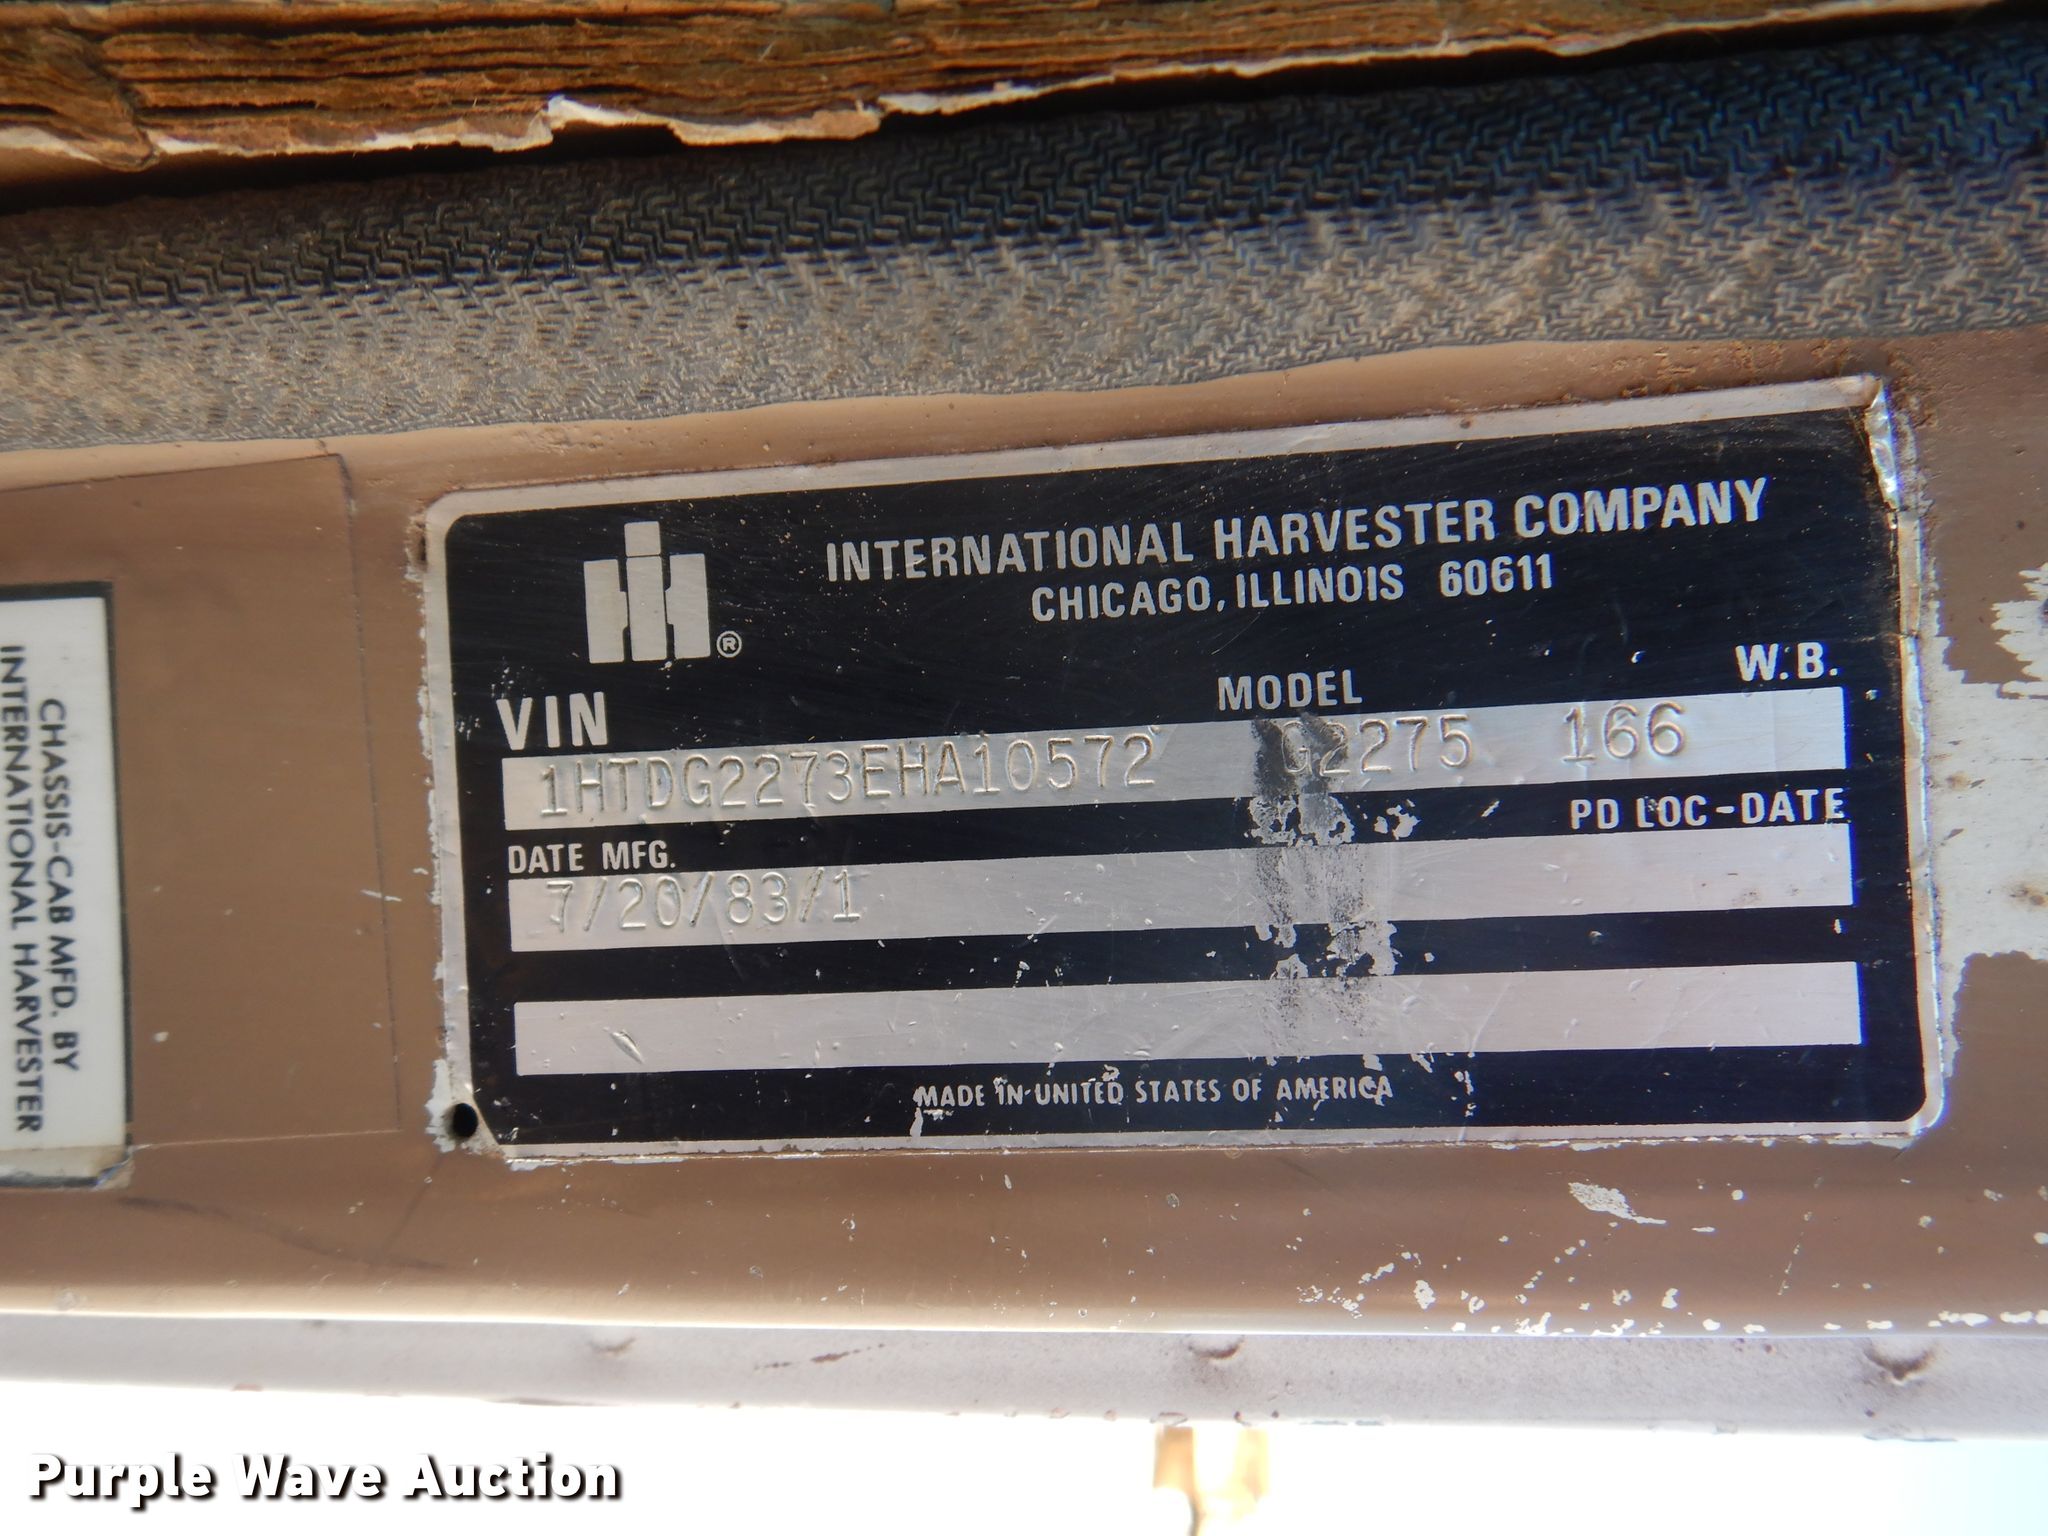 CHASSIS-CAB MFD. BY
INTERNATIONAL HARVESTER
®
INTERNATIONAL HARVESTER COMPANY
CHICAGO, ILLINOIS 60611
VIN MODEL W.B.
1HTDG2273EHA10572 G2275 166
DATE MFG. PD LOC-DATE
7/20/83/1
MADE IN UNITED STATES OF AMERICA
Purple Wave Auction